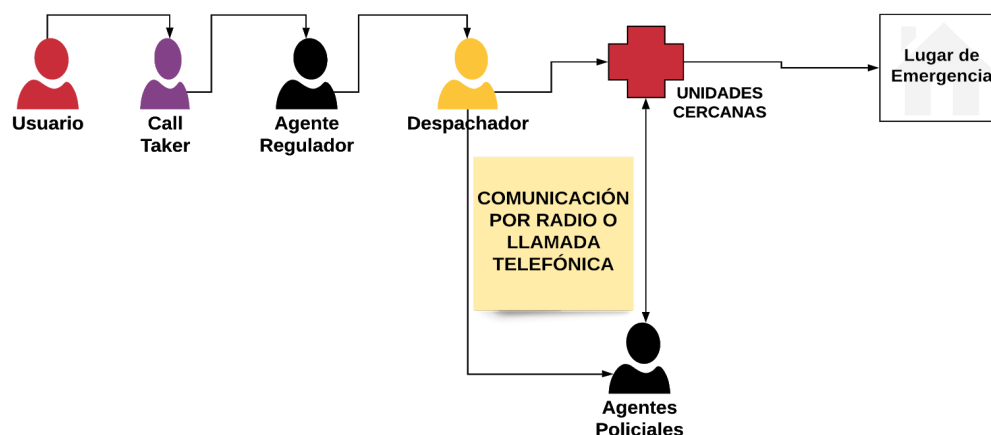 Usuario
Call
Taker
Agente
Regulador
Despachador
UNIDADES
CERCANAS
Lugar de
Emergencia
COMUNICACIÓN
POR RADIO O
LLAMADA
TELEFÓNICA
Agentes
Policiales